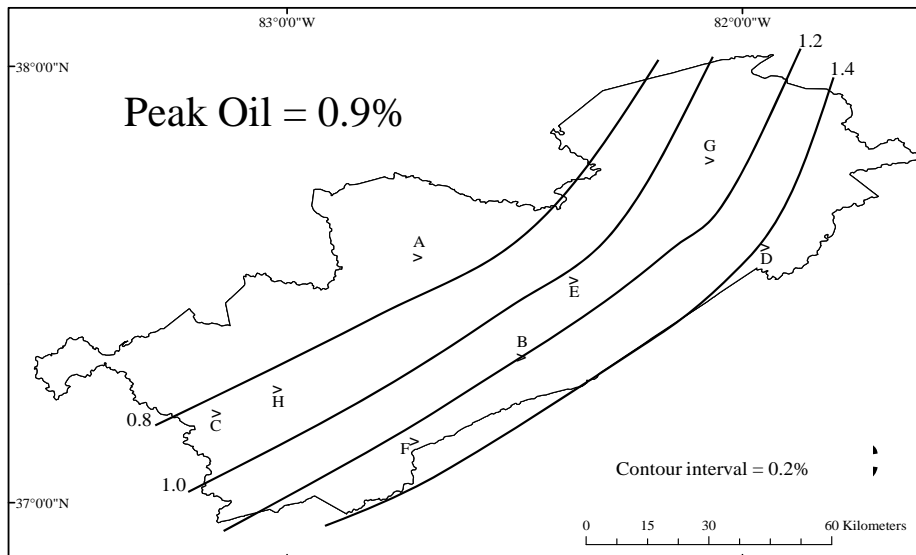 83°0'0"W
82°0'0"W
38°0'0"N
1.2
1.4
Peak Oil = 0.9%
G
A
D
E
B
H
0.8
C
F
1.0
Contour interval = 0.2%
37°0'0"N
0 15 30 60 Kilometers